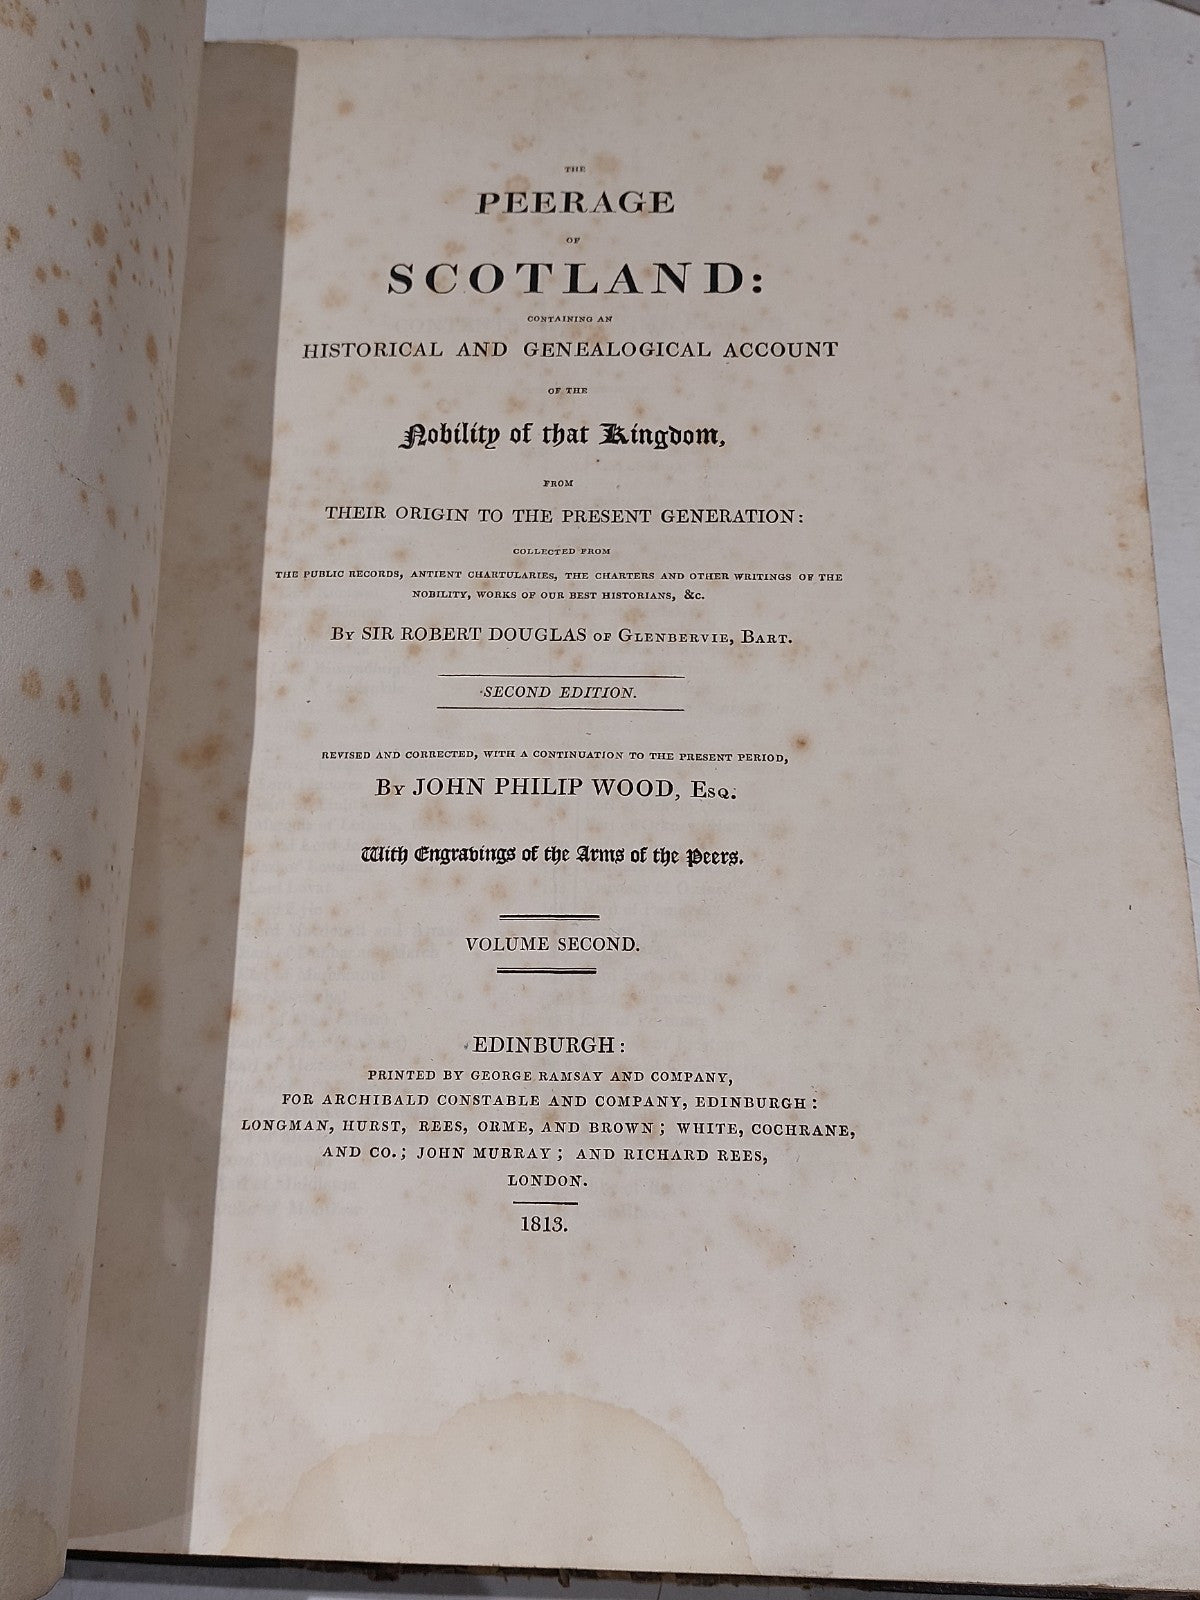 THE
PEERAGE
OF
SCOTLAND:
CONTAINING AN
HISTORICAL AND GENEALOGICAL ACCOUNT
OF THE
Nobility of that Kingdom,
FROM
THEIR ORIGIN TO THE PRESENT GENERATION:
COLLECTED FROM
THE PUBLIC RECORDS, ANTIENT CHARTULARIES, THE CHARTERS AND OTHER WRITINGS OF THE
NOBILITY, WORKS OF OUR BEST HISTORIANS, &c.
By SIR ROBERT DOUGLAS of Glenbervie, Bart.
SECOND EDITION.
REVISED AND CORRECTED, WITH A CONTINUATION TO THE PRESENT PERIOD,
By JOHN PHILIP WOOD, Esq.
With Engravings of the Arms of the Peers.
VOLUME SECOND.
EDINBURGH:
PRINTED BY GEORGE RAMSAY AND COMPANY,
FOR ARCHIBALD CONSTABLE AND COMPANY, EDINBURGH:
LONGMAN, HURST, REES, ORME, AND BROWN; WHITE, COCHRANE,
AND CO.; JOHN MURRAY; AND RICHARD REES,
LONDON.
1813.